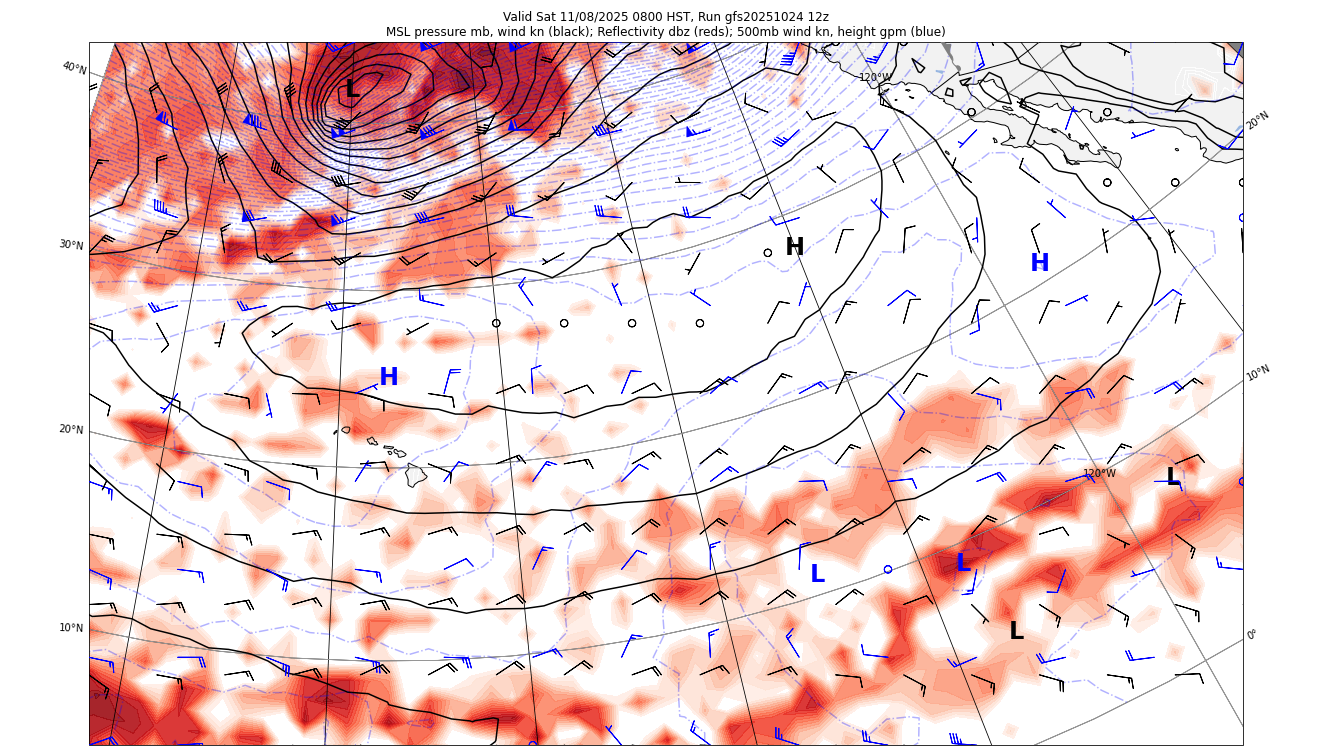 Valid Sat 11/08/2025 0800 HST, Run gfs20251024 12z
MSL pressure mb, wind kn (black); Reflectivity dbz (reds); 500mb wind kn, height gpm (blue)
40°N
120°W
L
20°N
30°N
H
H
10°N
H
20°N
120°W
L
L
L
10°N
L
0°